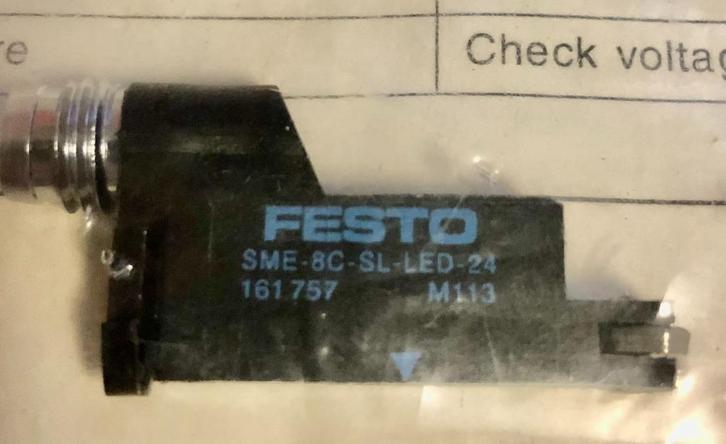 re
Check voltag
FESTO
SME-8C-SL-LED-24
161 757 M113